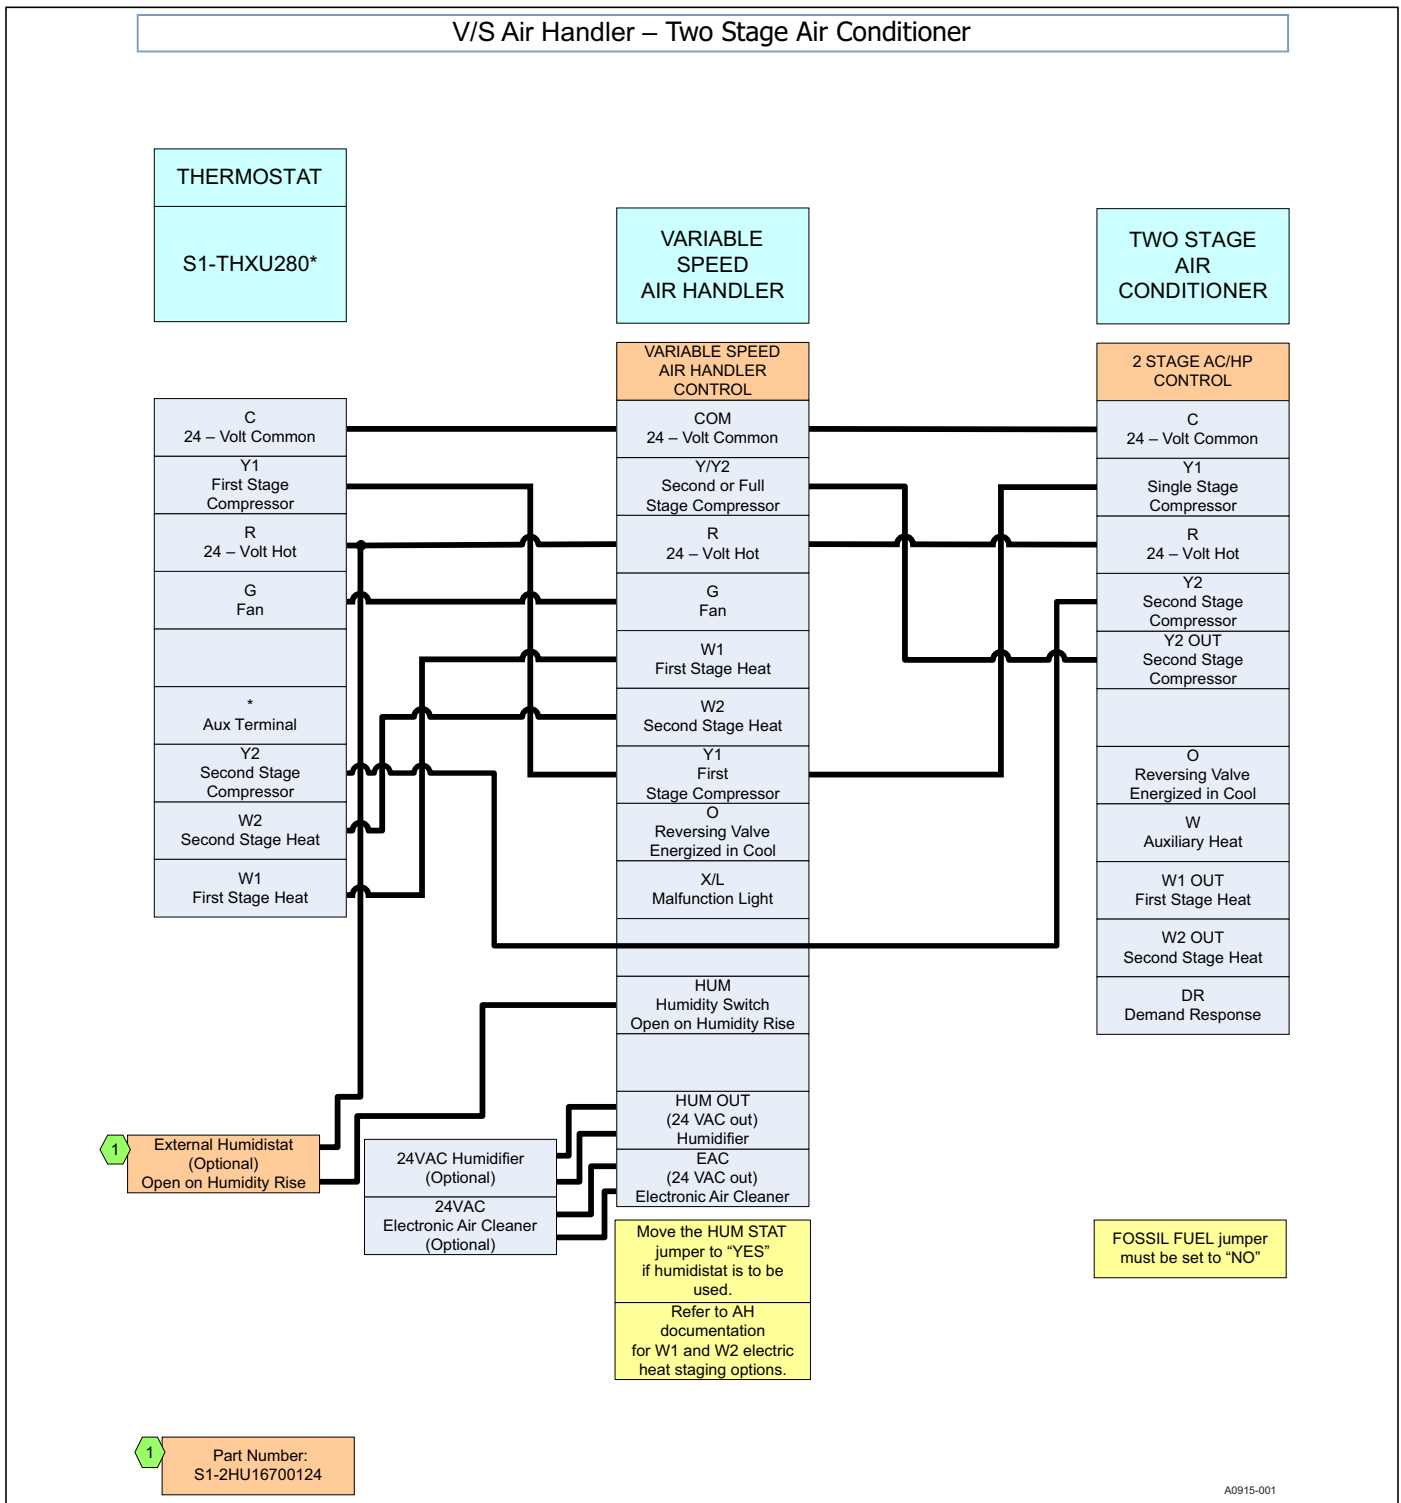 V/S Air Handler – Two Stage Air Conditioner
THERMOSTAT
S1-THXU280*
C
24 – Volt Common
Y1
First Stage
Compressor
R
24 – Volt Hot
G
Fan
*
Aux Terminal
Y2
Second Stage
Compressor
W2
Second Stage Heat
W1
First Stage Heat
1
External Humidistat
(Optional)
Open on Humidity Rise
24VAC Humidifier
(Optional)
24VAC
Electronic Air Cleaner
(Optional)
VARIABLE
SPEED
AIR HANDLER
VARIABLE SPEED
AIR HANDLER
CONTROL
COM
24 – Volt Common
Y/Y2
Second or Full
Stage Compressor
R
24 – Volt Hot
G
Fan
W1
First Stage Heat
W2
Second Stage Heat
Y1
First
Stage Compressor
O
Reversing Valve
Energized in Cool
X/L
Malfunction Light
HUM
Humidity Switch
Open on Humidity Rise
HUM OUT
(24 VAC out)
Humidifier
EAC
(24 VAC out)
Electronic Air Cleaner
Move the HUM STAT
jumper to “YES”
if humidistat is to be
used.
Refer to AH
documentation
for W1 and W2 electric
heat staging options.
TWO STAGE
AIR
CONDITIONER
2 STAGE AC/HP
CONTROL
C
24 – Volt Common
Y1
Single Stage
Compressor
R
24 – Volt Hot
Y2
Second Stage
Compressor
Y2 OUT
Second Stage
Compressor
O
Reversing Valve
Energized in Cool
W
Auxiliary Heat
W1 OUT
First Stage Heat
W2 OUT
Second Stage Heat
DR
Demand Response
FOSSIL FUEL jumper
must be set to “NO”
1
Part Number:
S1-2HU16700124
A0915-001